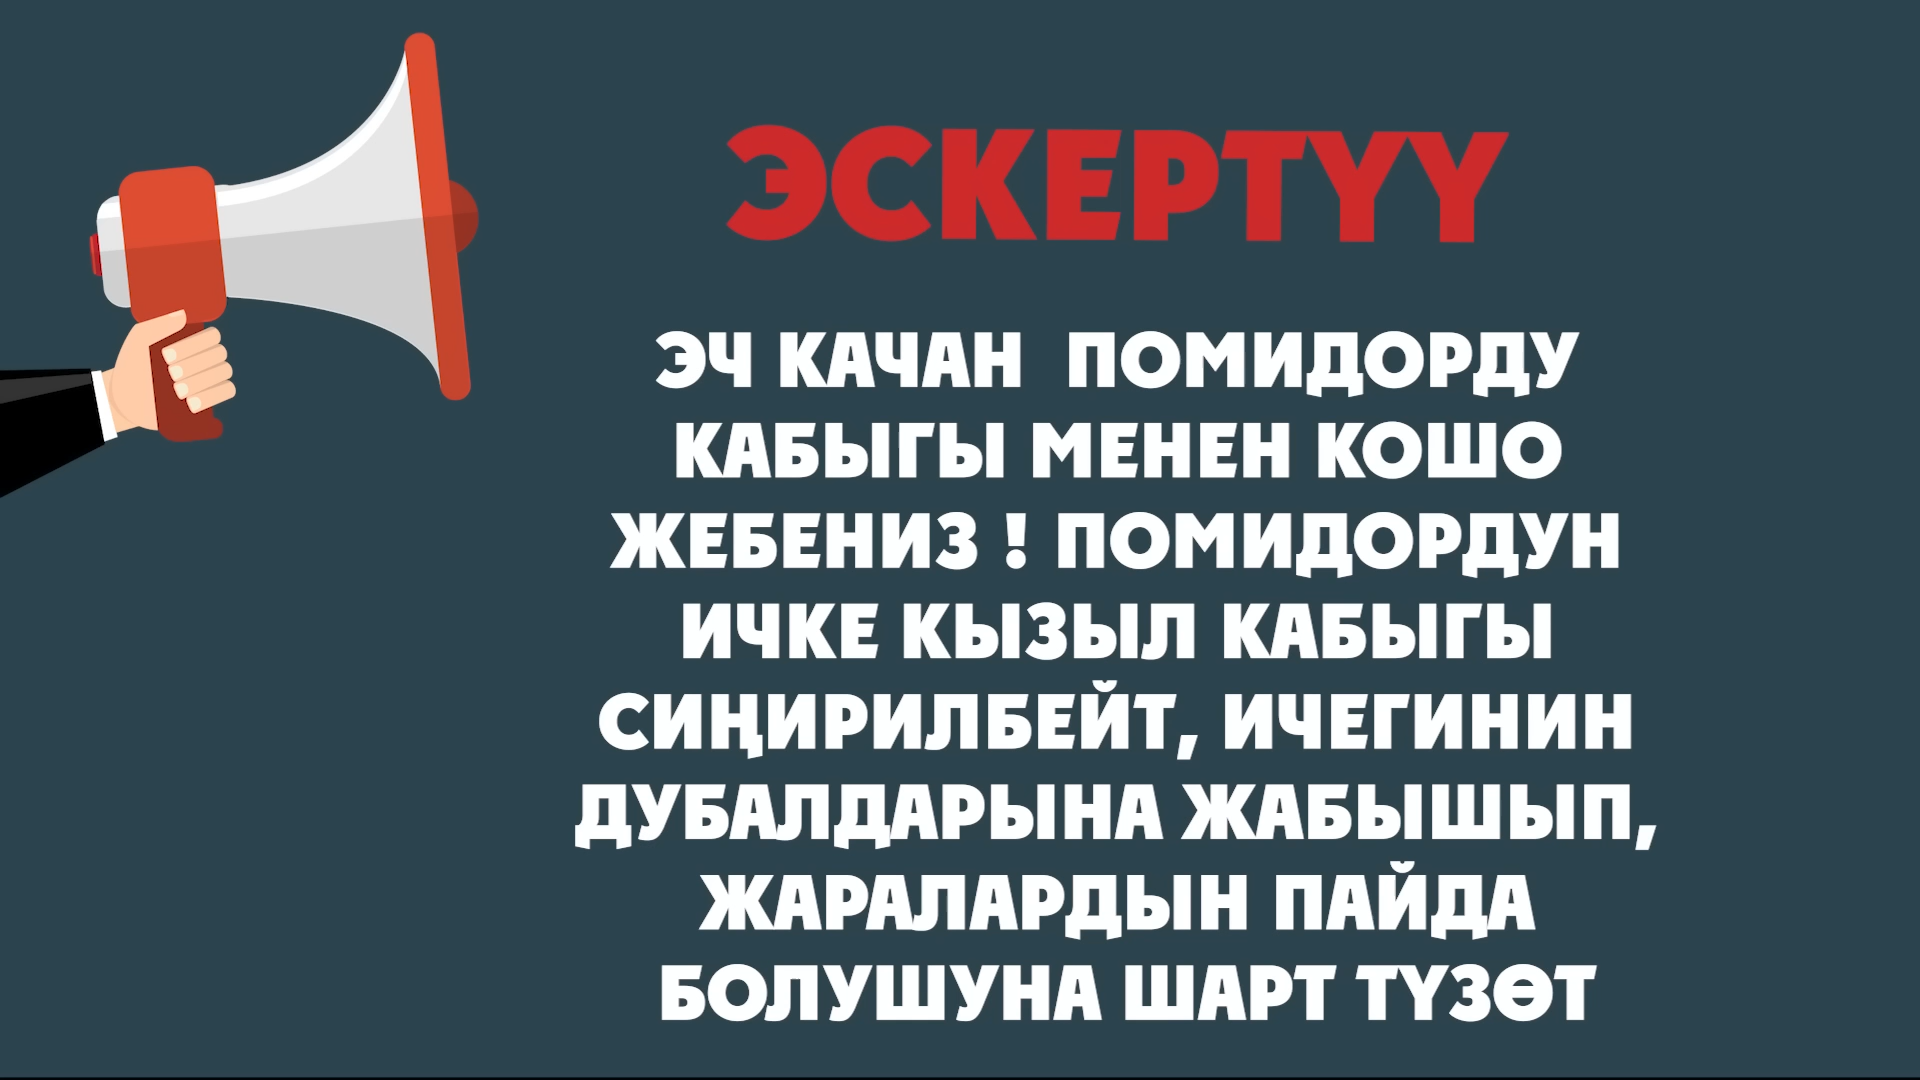 ЭСКЕРТҮҮ
ЭЧ КАЧАН ПОМИДОРДУ
КАБЫГЫ МЕНЕН КОШО
ЖЕБЕНИЗ ! ПОМИДОРДУН
ИЧКЕ КЫЗЫЛ КАБЫГЫ
СИҢИРИЛБЕЙТ, ИЧЕГИНИН
ДУБАЛДАРЫНА ЖАБЫШЫП,
ЖАРАЛАРДЫН ПАЙДА
БОЛУШУНА ШАРТ ТҮЗӨТ